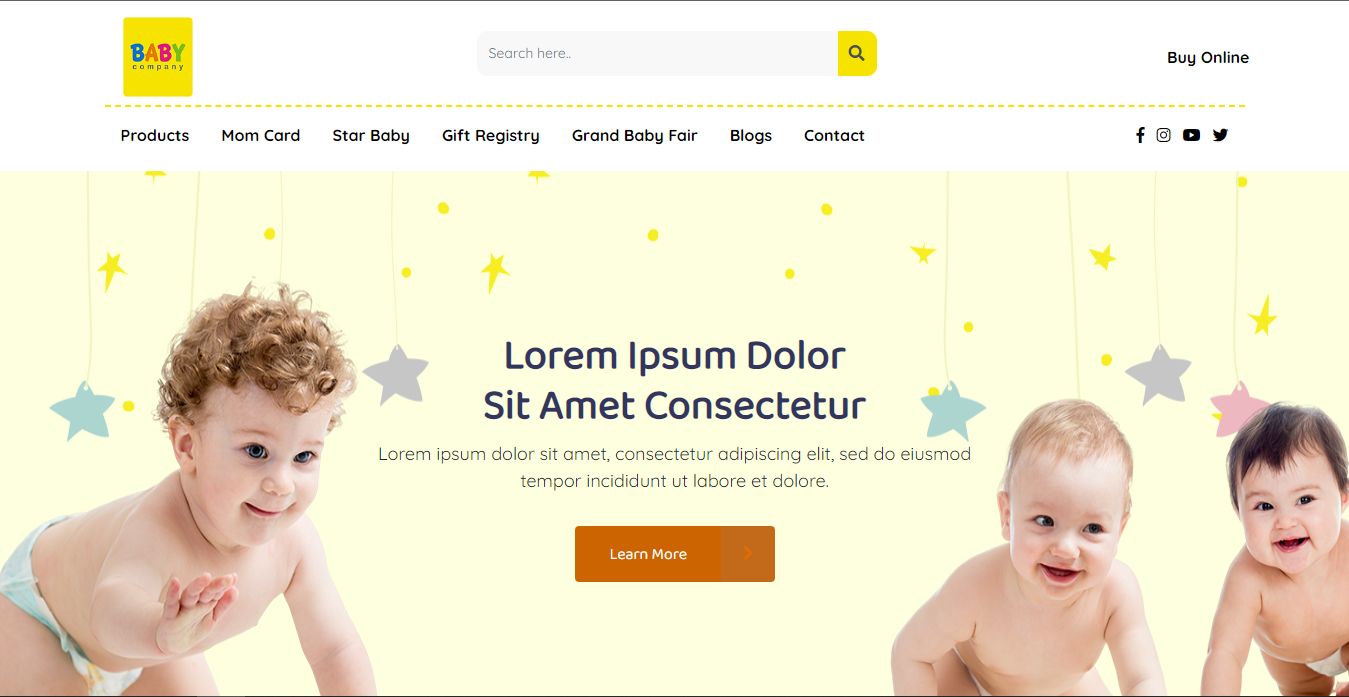 BABY
company
Search here..
Buy Online
Products Mom Card Star Baby Gift Registry Grand Baby Fair Blogs Contact
Lorem Ipsum Dolor
Sit Amet Consectetur
Lorem ipsum dolor sit amet, consectetur adipiscing elit, sed do eiusmod
tempor incididunt ut labore et dolore.
Learn More